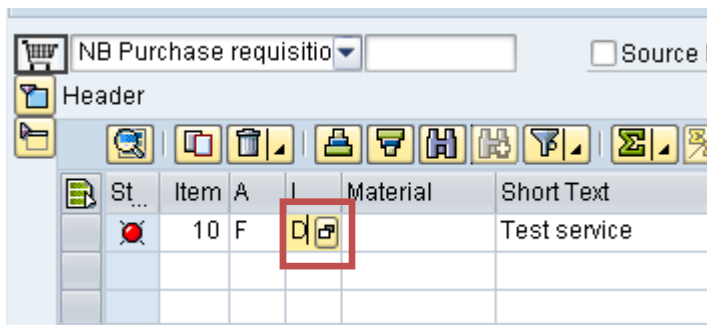 NB Purchase requisitio Source
Header
St... Item A I Material Short Text
10 F D Test service